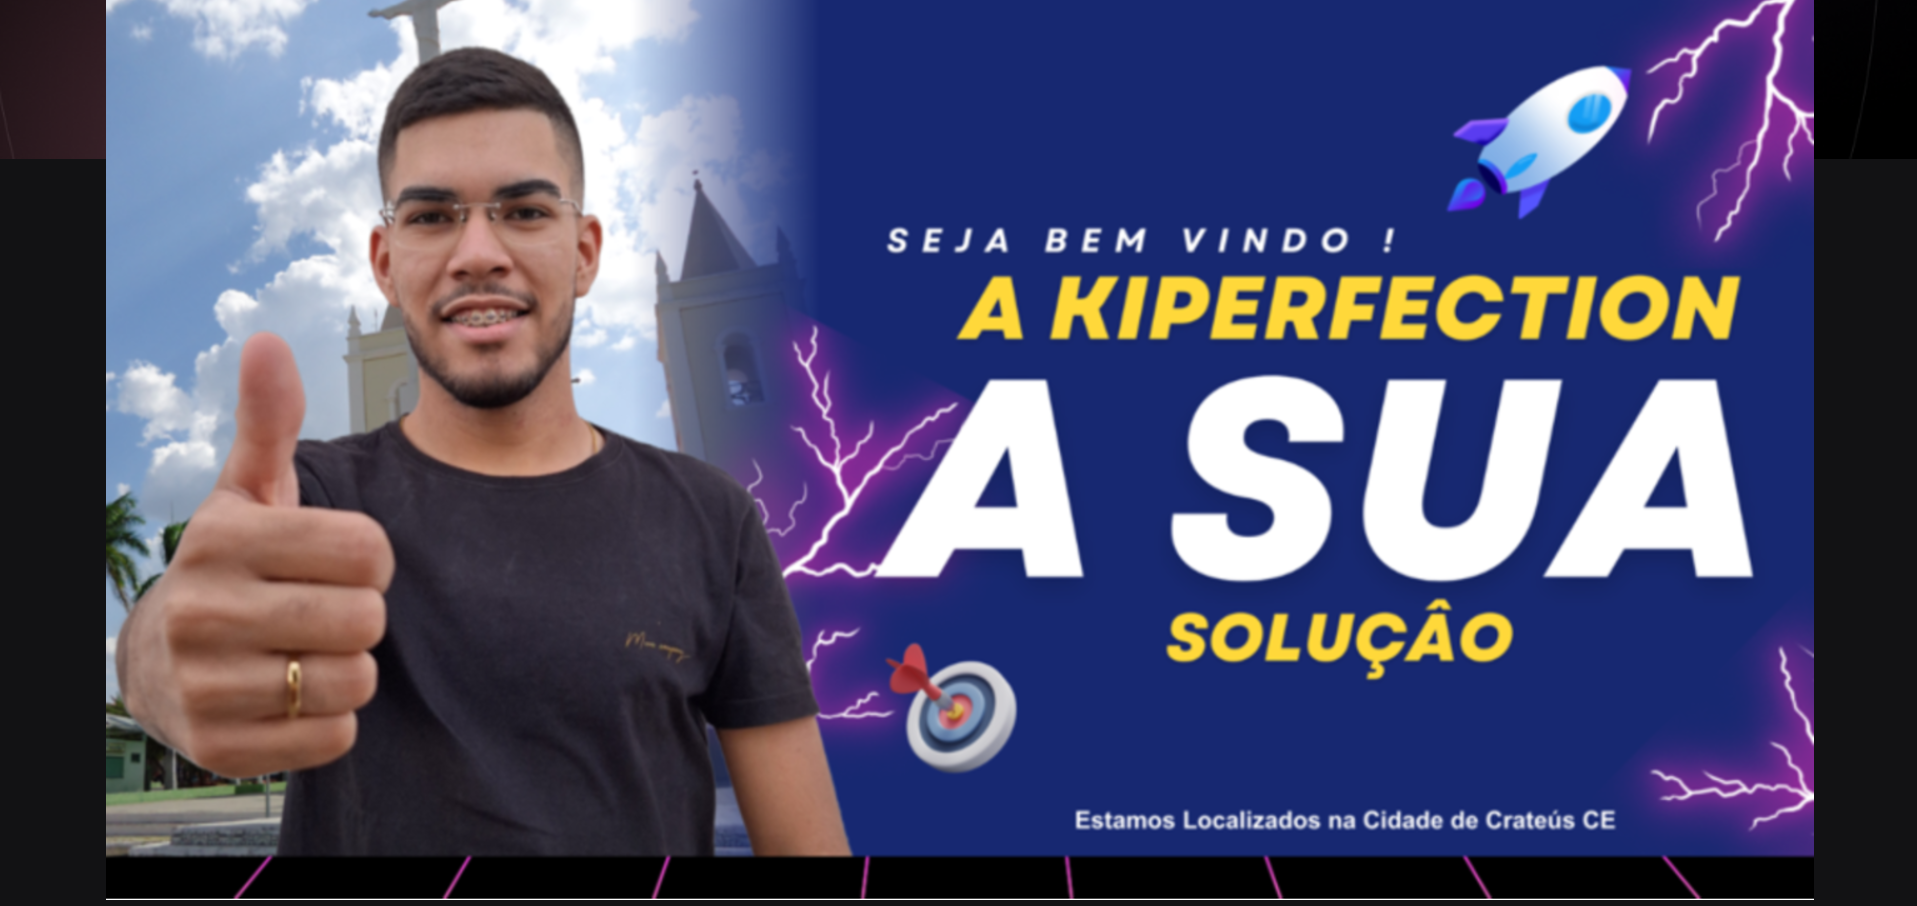 SEJA BEM VINDO !
A KIPERFECTION
A SUA
SOLUÇÂO
Estamos Localizados na Cidade de Crateús CE